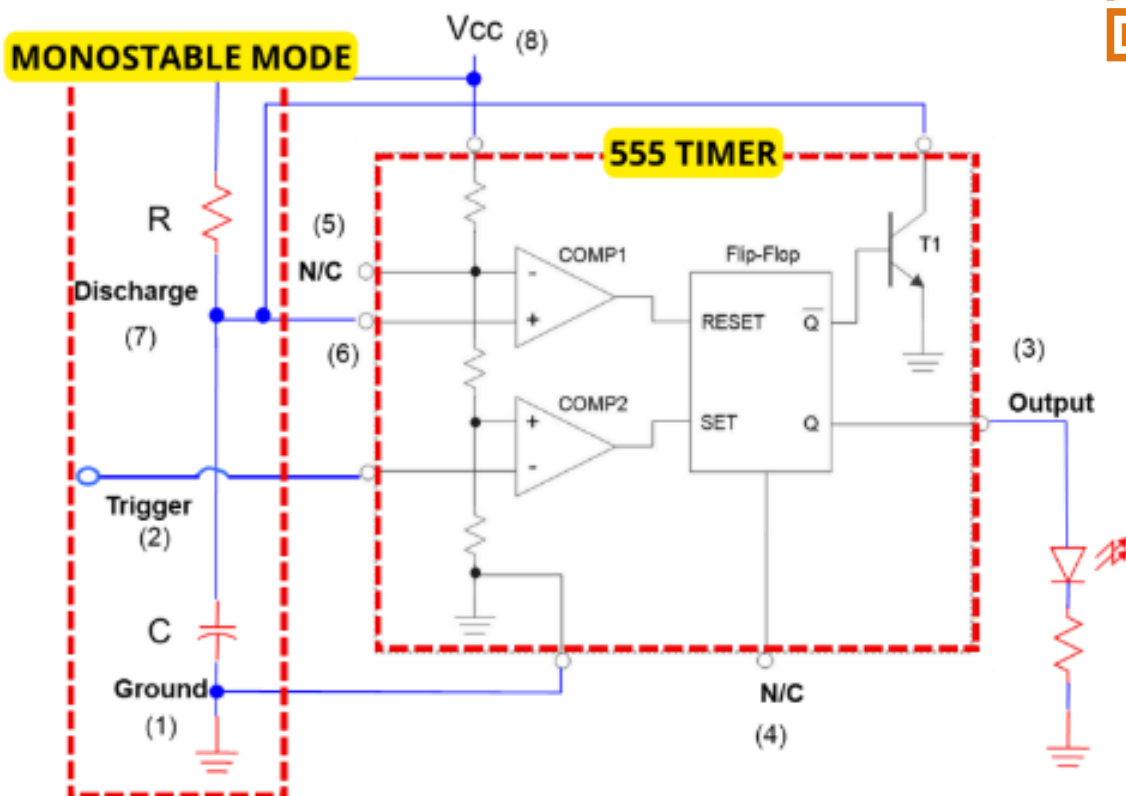 Vcc (8)
MONOSTABLE MODE
555 TIMER
R
(5)
N/C
COMP1
Flip-Flop
T1
Discharge
(7)
(6)
-
+
RESET
Q
(3)
Output
COMP2
+
-
SET
Q
Trigger
(2)
C
Ground
(1)
N/C
(4)